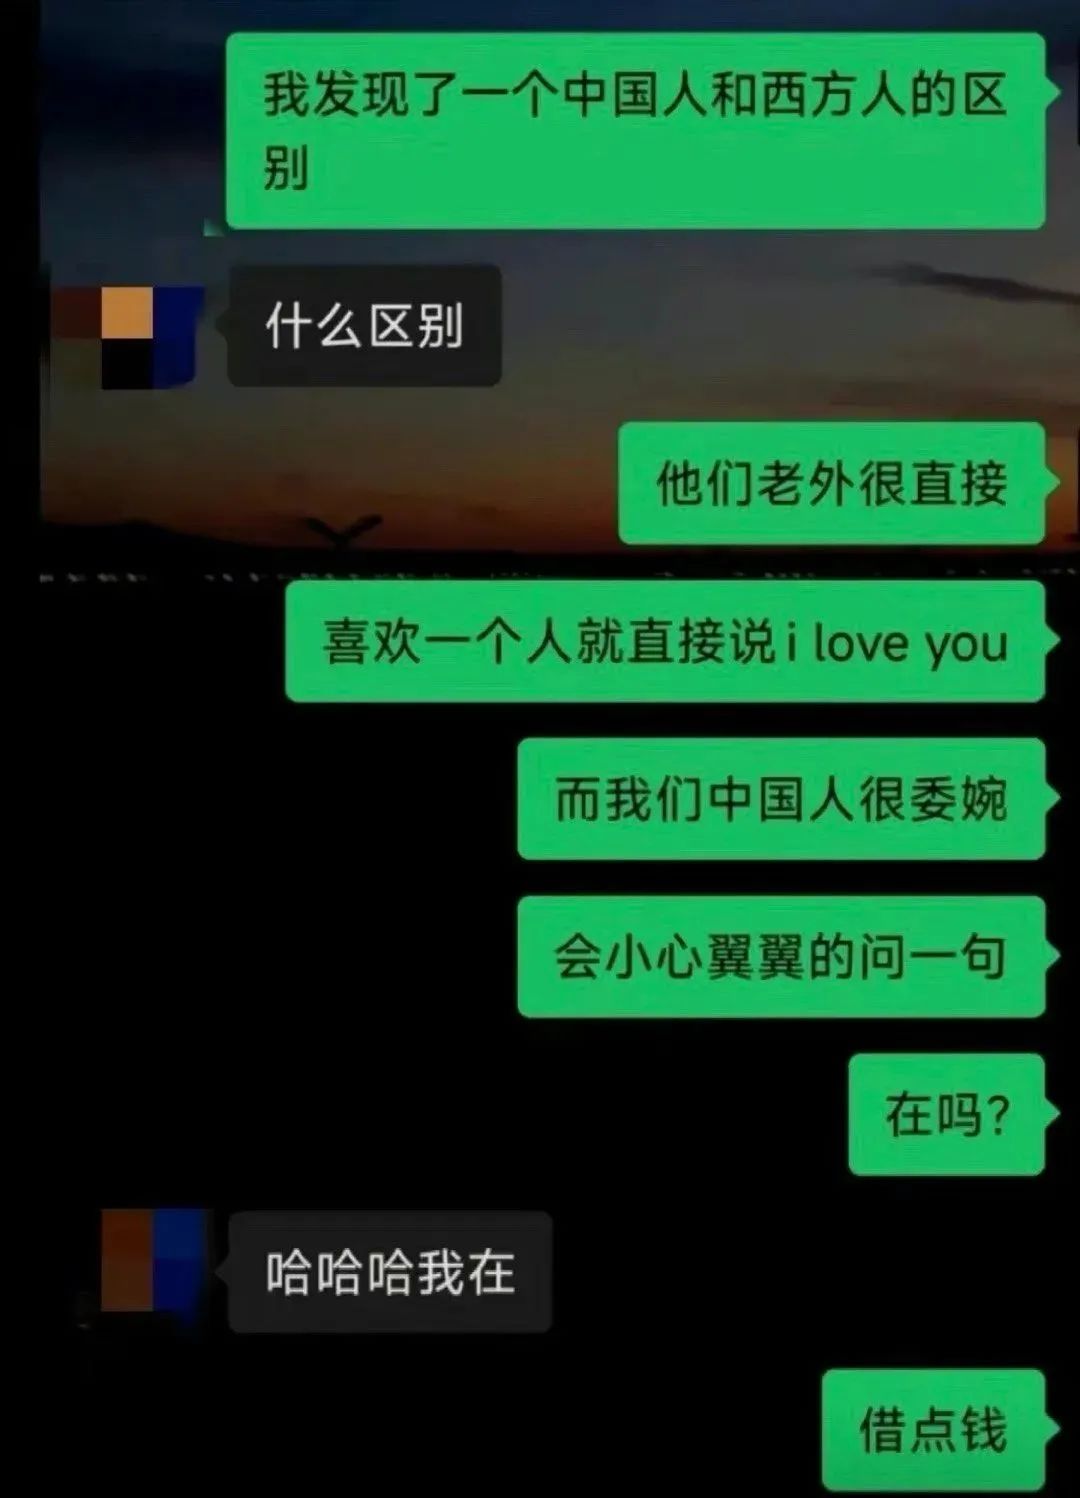 我发现了一个中国人和西方人的区
别
什么区别
他们老外很直接
喜欢一个人就直接说i love you
而我们中国人很委婉
会小心翼翼的问一句
在吗?
哈哈哈我在
借点钱